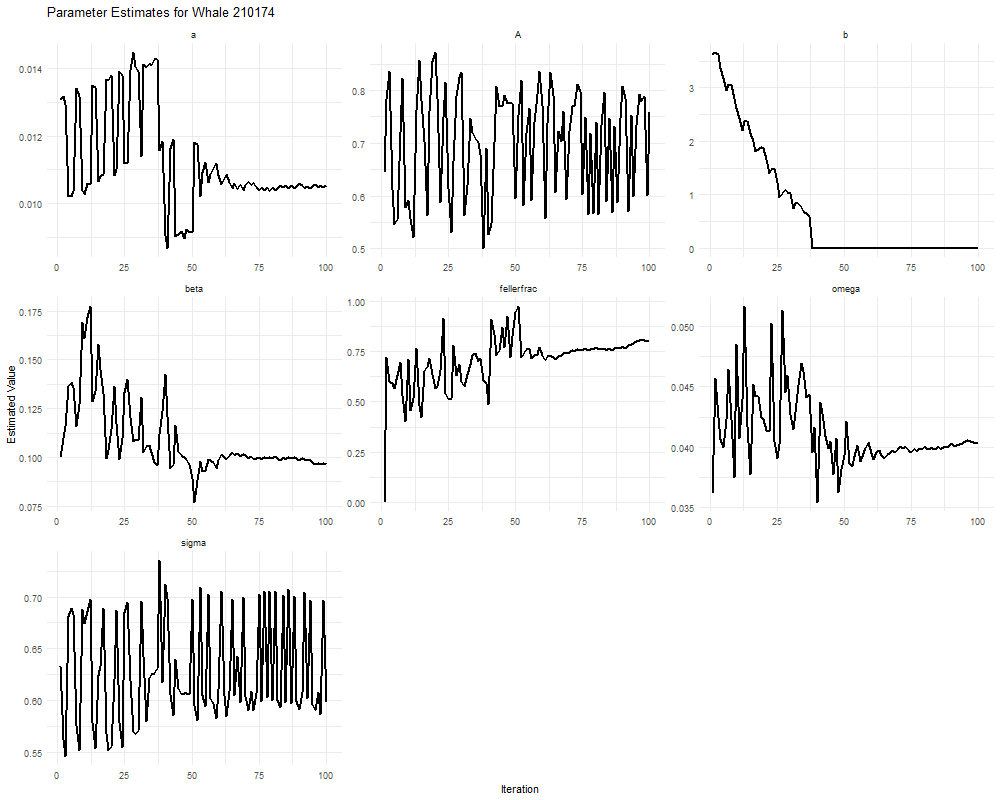 Parameter Estimates for Whale 210174
a
A
b
0.014
0.012
0.010
0.8
0.7
0.6
0.5
3
2
1
0
0 25 50 75 100
0 25 50 75 100
0 25 50 75 100
beta
fellerfrac
omega
0.175
0.150
0.125
0.100
0.075
1.00
0.75
0.50
0.25
0.00
0.050
0.045
0.040
0.035
0 25 50 75 100
0 25 50 75 100
0 25 50 75 100
sigma
0.70
0.65
0.60
0.55
0 25 50 75 100
Estimated Value
Iteration